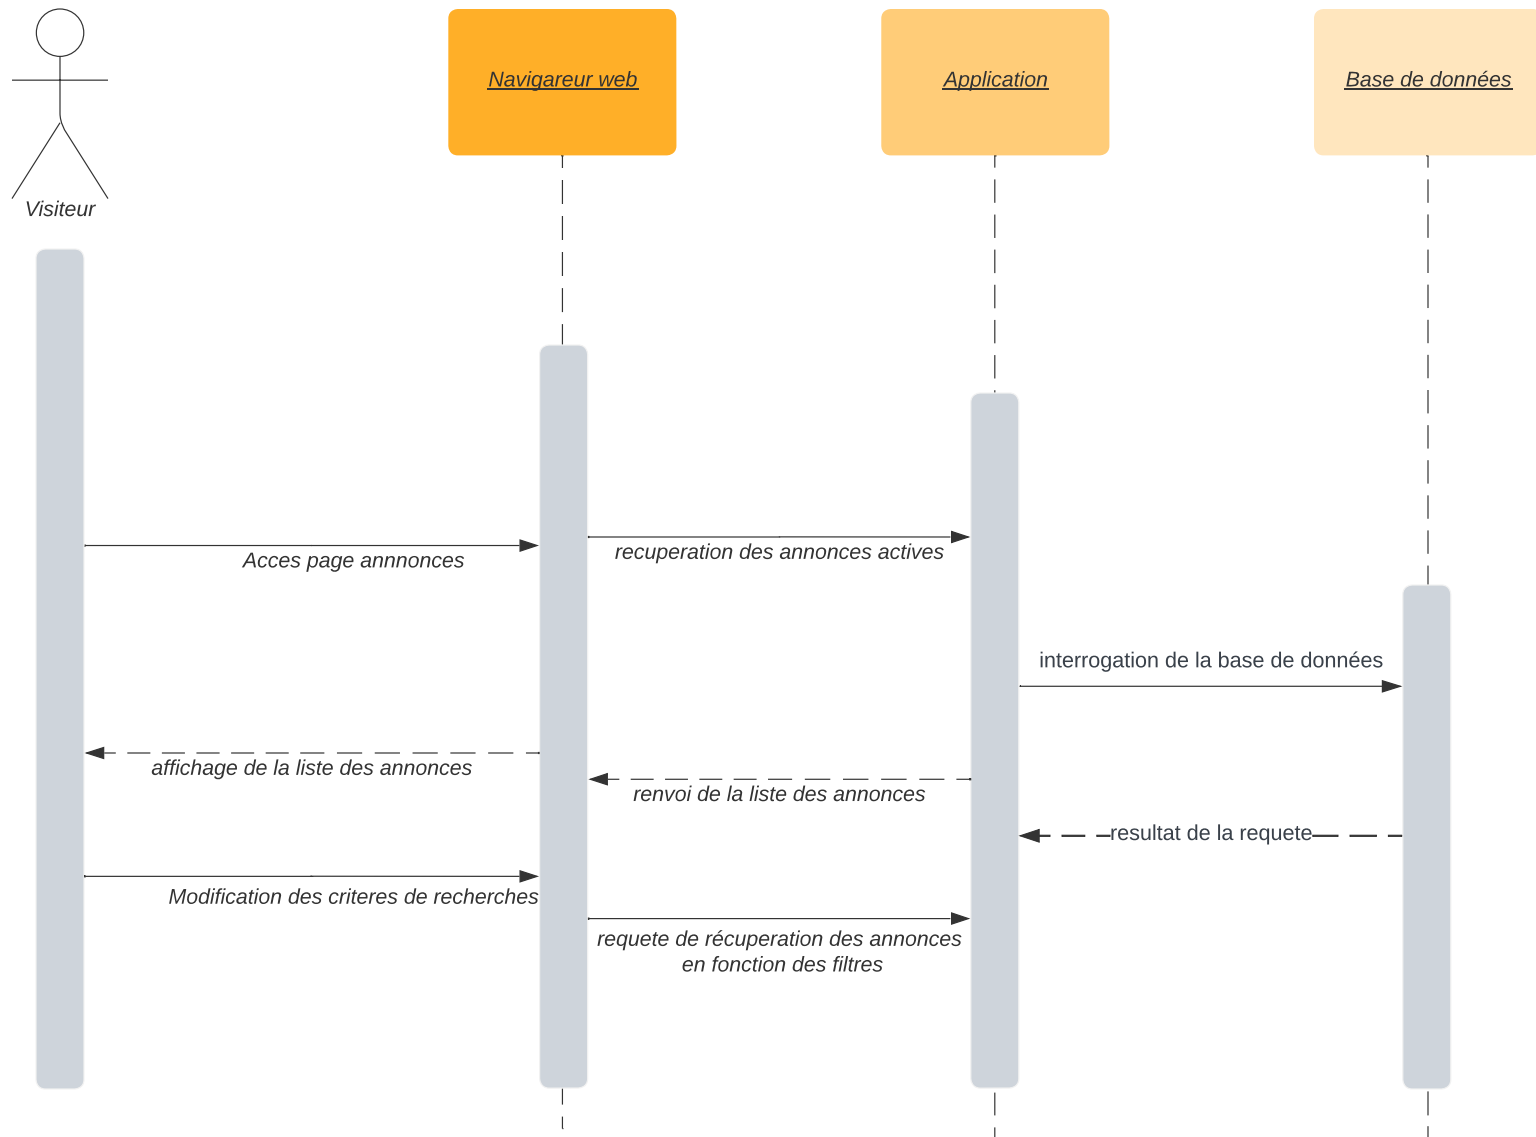 Navigareur web
Application
Base de données
Visiteur
Acces page annnonces
recuperation des annonces actives
interrogation de la base de données
affichage de la liste des annonces
renvoi de la liste des annonces
resultat de la requete
Modification des criteres de recherches
requete de récuperation des annonces
en fonction des filtres